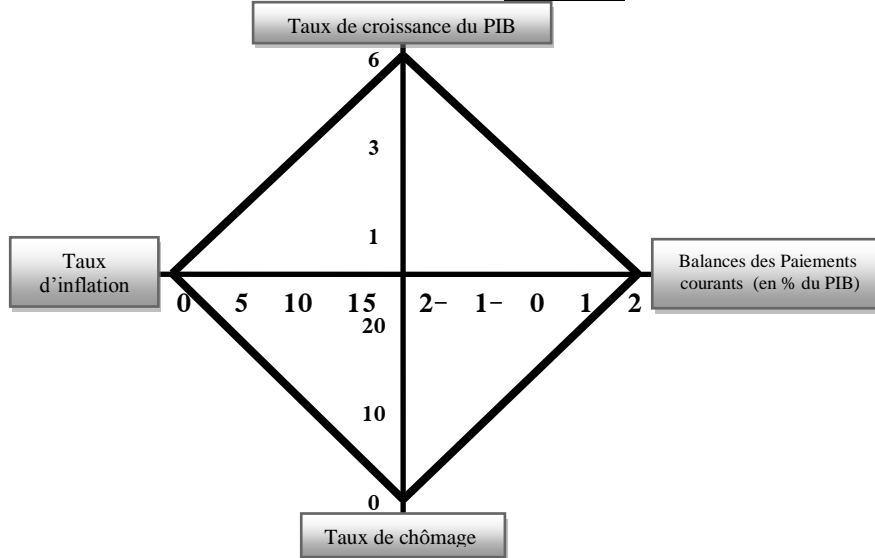 Taux de croissance du PIB
6
3
1
Taux
d'inflation
Balances des Paiements
courants (en % du PIB)
0 5 10 15 2- 1- 0 1 2
20
10
0
Taux de chômage